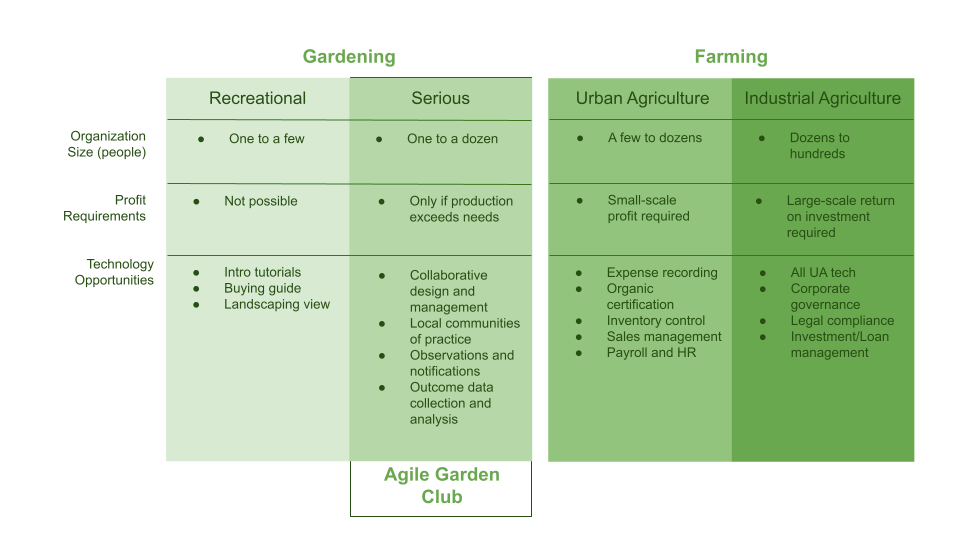 Gardening
Farming
Recreational
Serious
Urban Agriculture
Industrial Agriculture
Organization
Size (people)
● One to a few
● One to a dozen
● A few to dozens
● Dozens to
hundreds
Profit
Requirements
● Not possible
● Only if production
exceeds needs
● Small-scale
profit required
● Large-scale return
on investment
required
Technology
Opportunities
● Intro tutorials
● Buying guide
● Landscaping view
● Collaborative
design and
management
● Local communities
of practice
● Observations and
notifications
● Outcome data
collection and
analysis
● Expense recording
● Organic
certification
● Inventory control
● Sales management
● Payroll and HR
● All UA tech
● Corporate
governance
● Legal compliance
● Investment/Loan
management
Agile Garden
Club